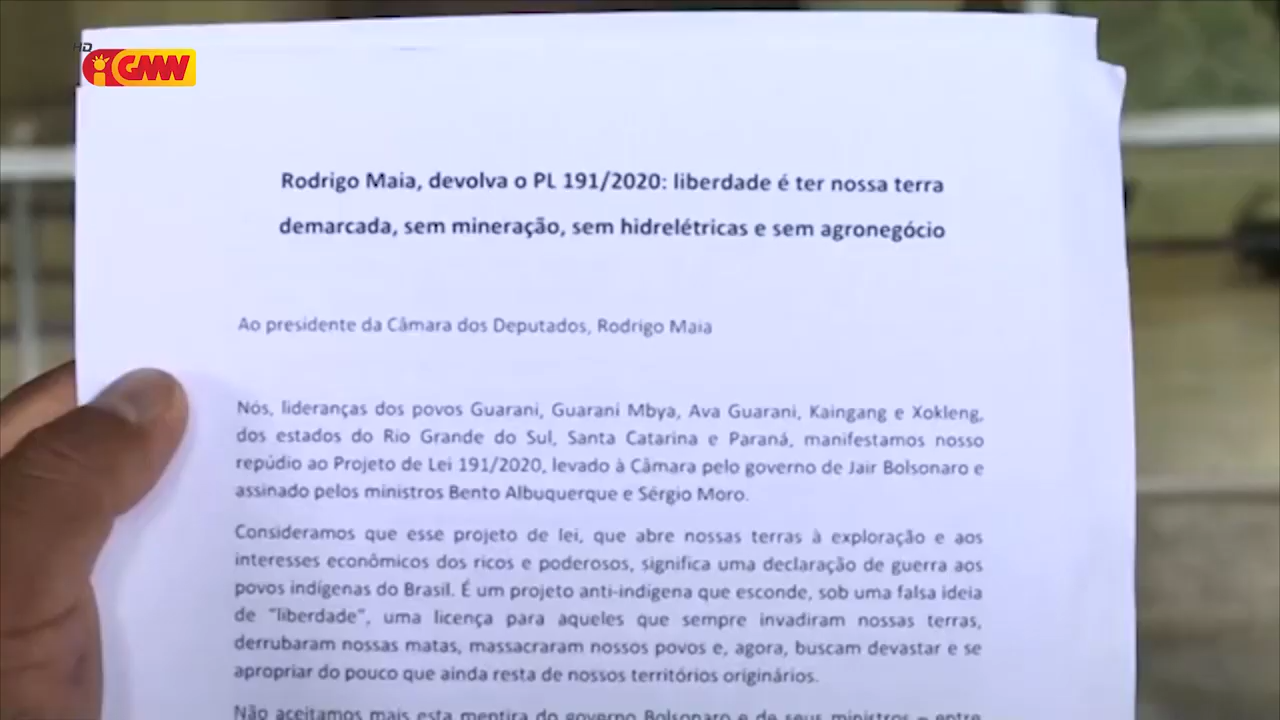 HD
GMW
Rodrigo Maia, devolva o PL 191/2020: liberdade é ter nossa terra
demarcada, sem mineração, sem hidrelétricas e sem agronegócio
Ao presidente da Câmara dos Deputados, Rodrigo Maia
Nós, lideranças dos povos Guarani, Guarani Mbya, Ava Guarani, Kaingang e Xokleng,
dos estados do Rio Grande do Sul, Santa Catarina e Paraná, manifestamos nosso
repúdio ao Projeto de Lei 191/2020, levado à Câmara pelo governo de Jair Bolsonaro e
assinado pelos ministros Bento Albuquerque e Sérgio Moro.
Consideramos que esse projeto de lei, que abre nossas terras à exploração e aos
interesses econômicos dos ricos e poderosos, significa uma declaração de guerra aos
povos indígenas do Brasil. É um projeto anti-indígena que esconde, sob uma falsa ideia
de “liberdade”, uma licença para aqueles que sempre invadiram nossas terras,
derrubaram nossas matas, massacraram nossos povos e, agora, buscam devastar e se
apropriar do pouco que ainda resta de nossos territórios originários.
Não aceitamos mais esta mentira do governo Bolsonaro e de seus ministros – entre